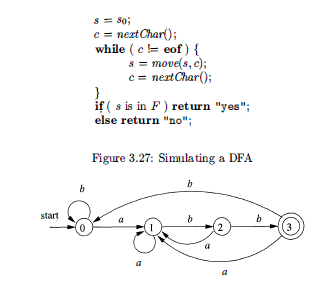 s = s₀;
c = nextChar();
while ( c != eof ) {
s = move(s, c);
c = nextChar();
}
if ( s is in F ) return "yes";
else return "no";
Figure 3.27: Simulating a DFA
b
b
start
a
b
b
0
1
2
3
a
a
a